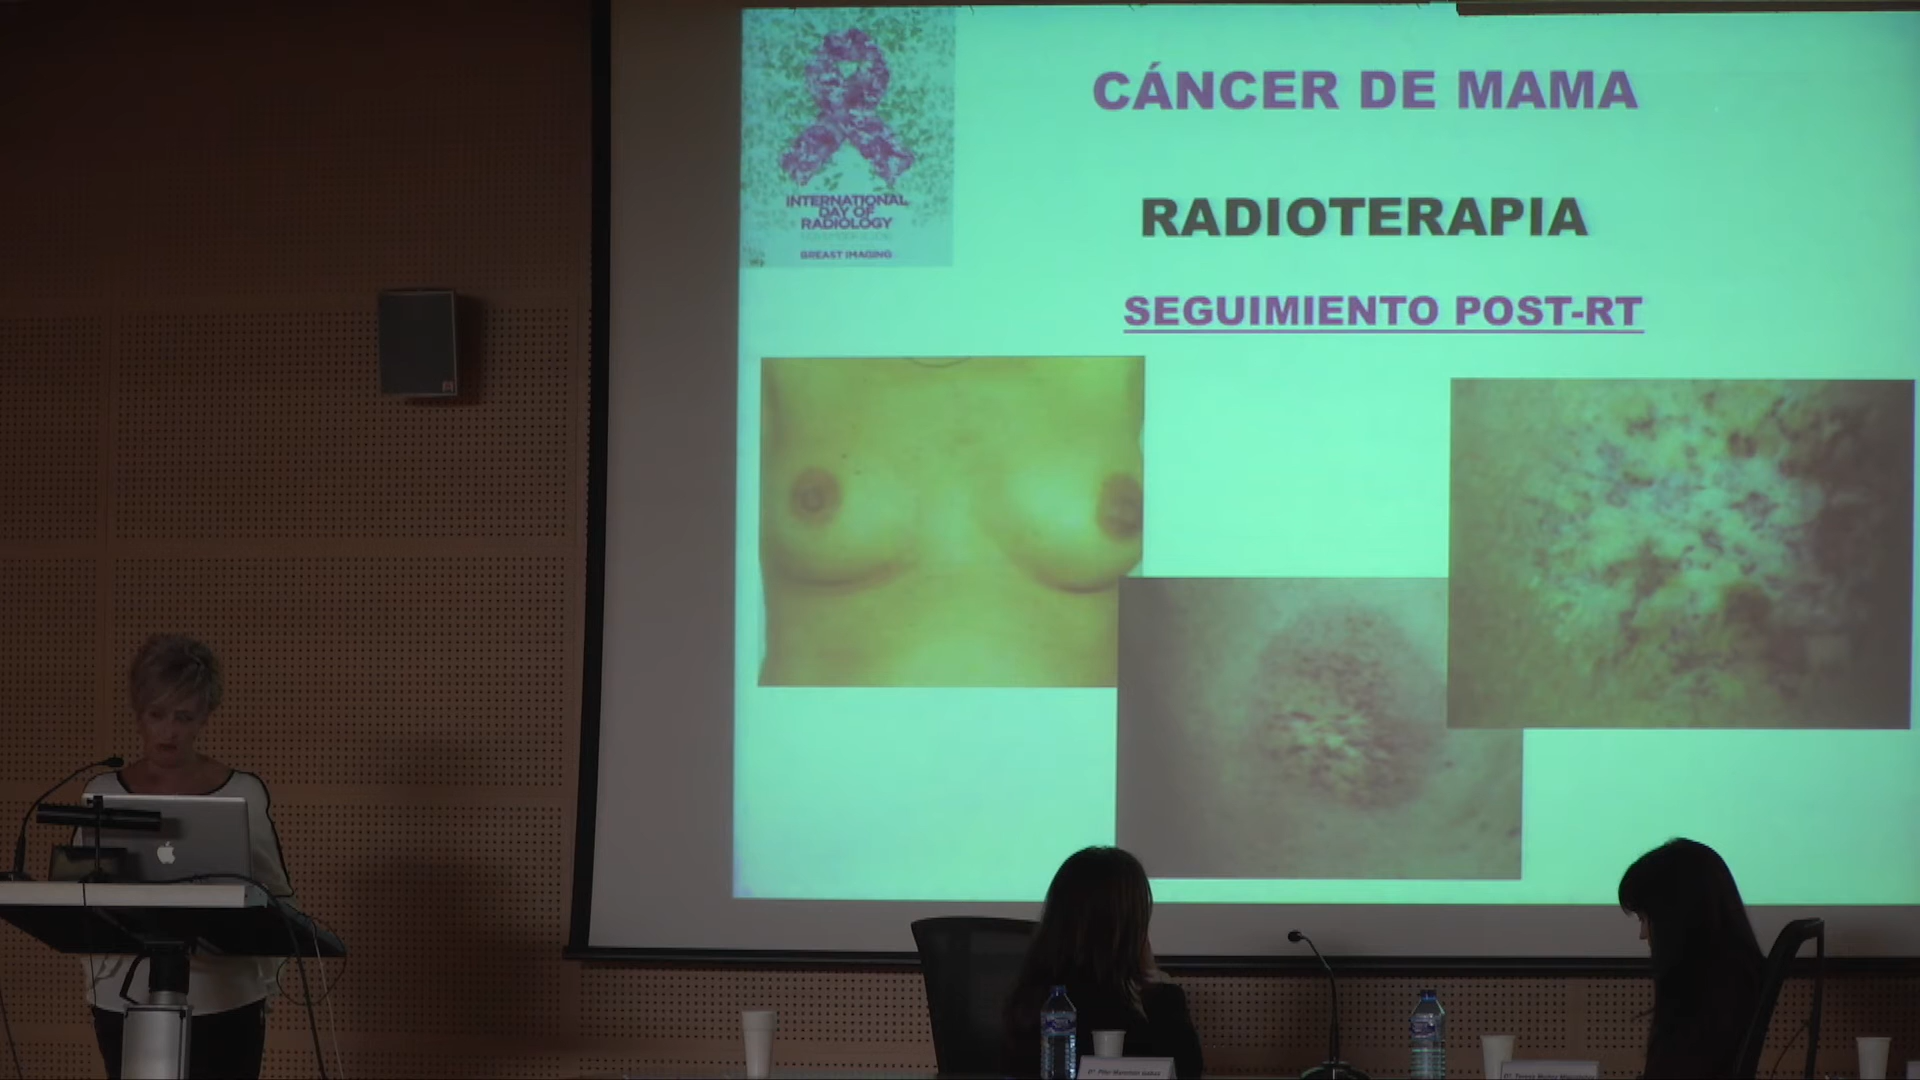 CÁNCER DE MAMA
RADIOTERAPIA
SEGUIMIENTO POST-RT
INTERNATIONAL
DAY OF
RADIOLOGY
BREAST IMAGING